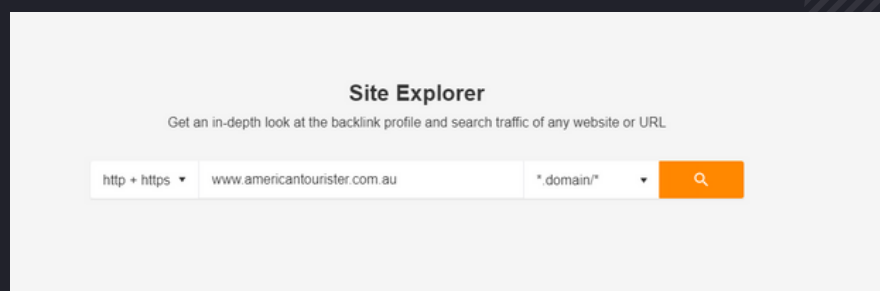 Site Explorer
Get an in-depth look at the backlink profile and search traffic of any website or URL
http + https www.americantourister.com.au *.domain/*